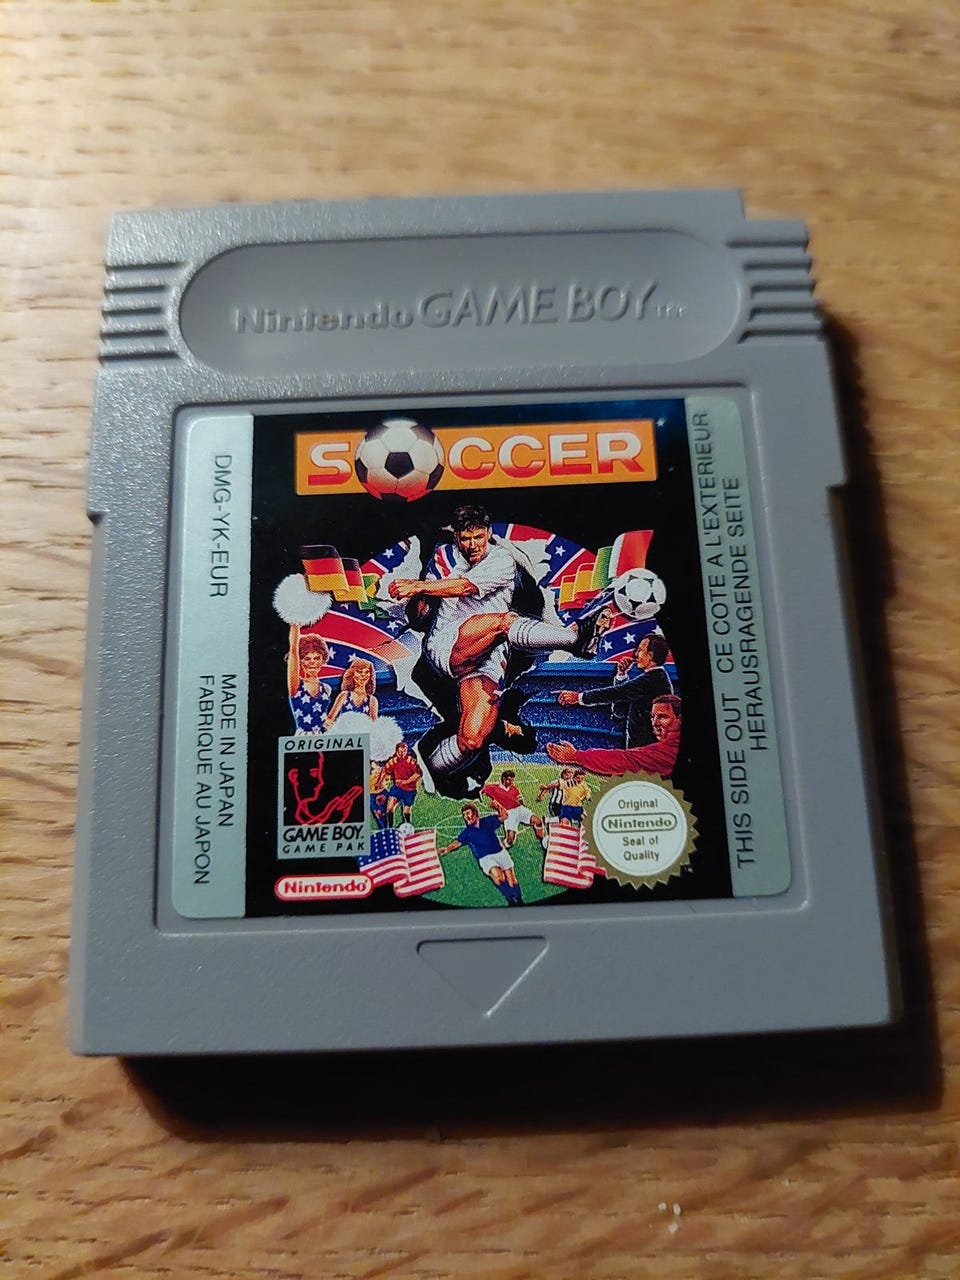 Nintendo GAME BOY
SOCCER
DMG-YK-EUR
MADE IN JAPAN
FABRIQUE AU JAPON
ORIGINAL
GAME BOY
GAME PAK
Nintendo
Original
Nintendo
Seal of
Quality
THIS SIDE OUT CE COTE A L'EXTERIEUR
HERAUSRAGENDE SEITE